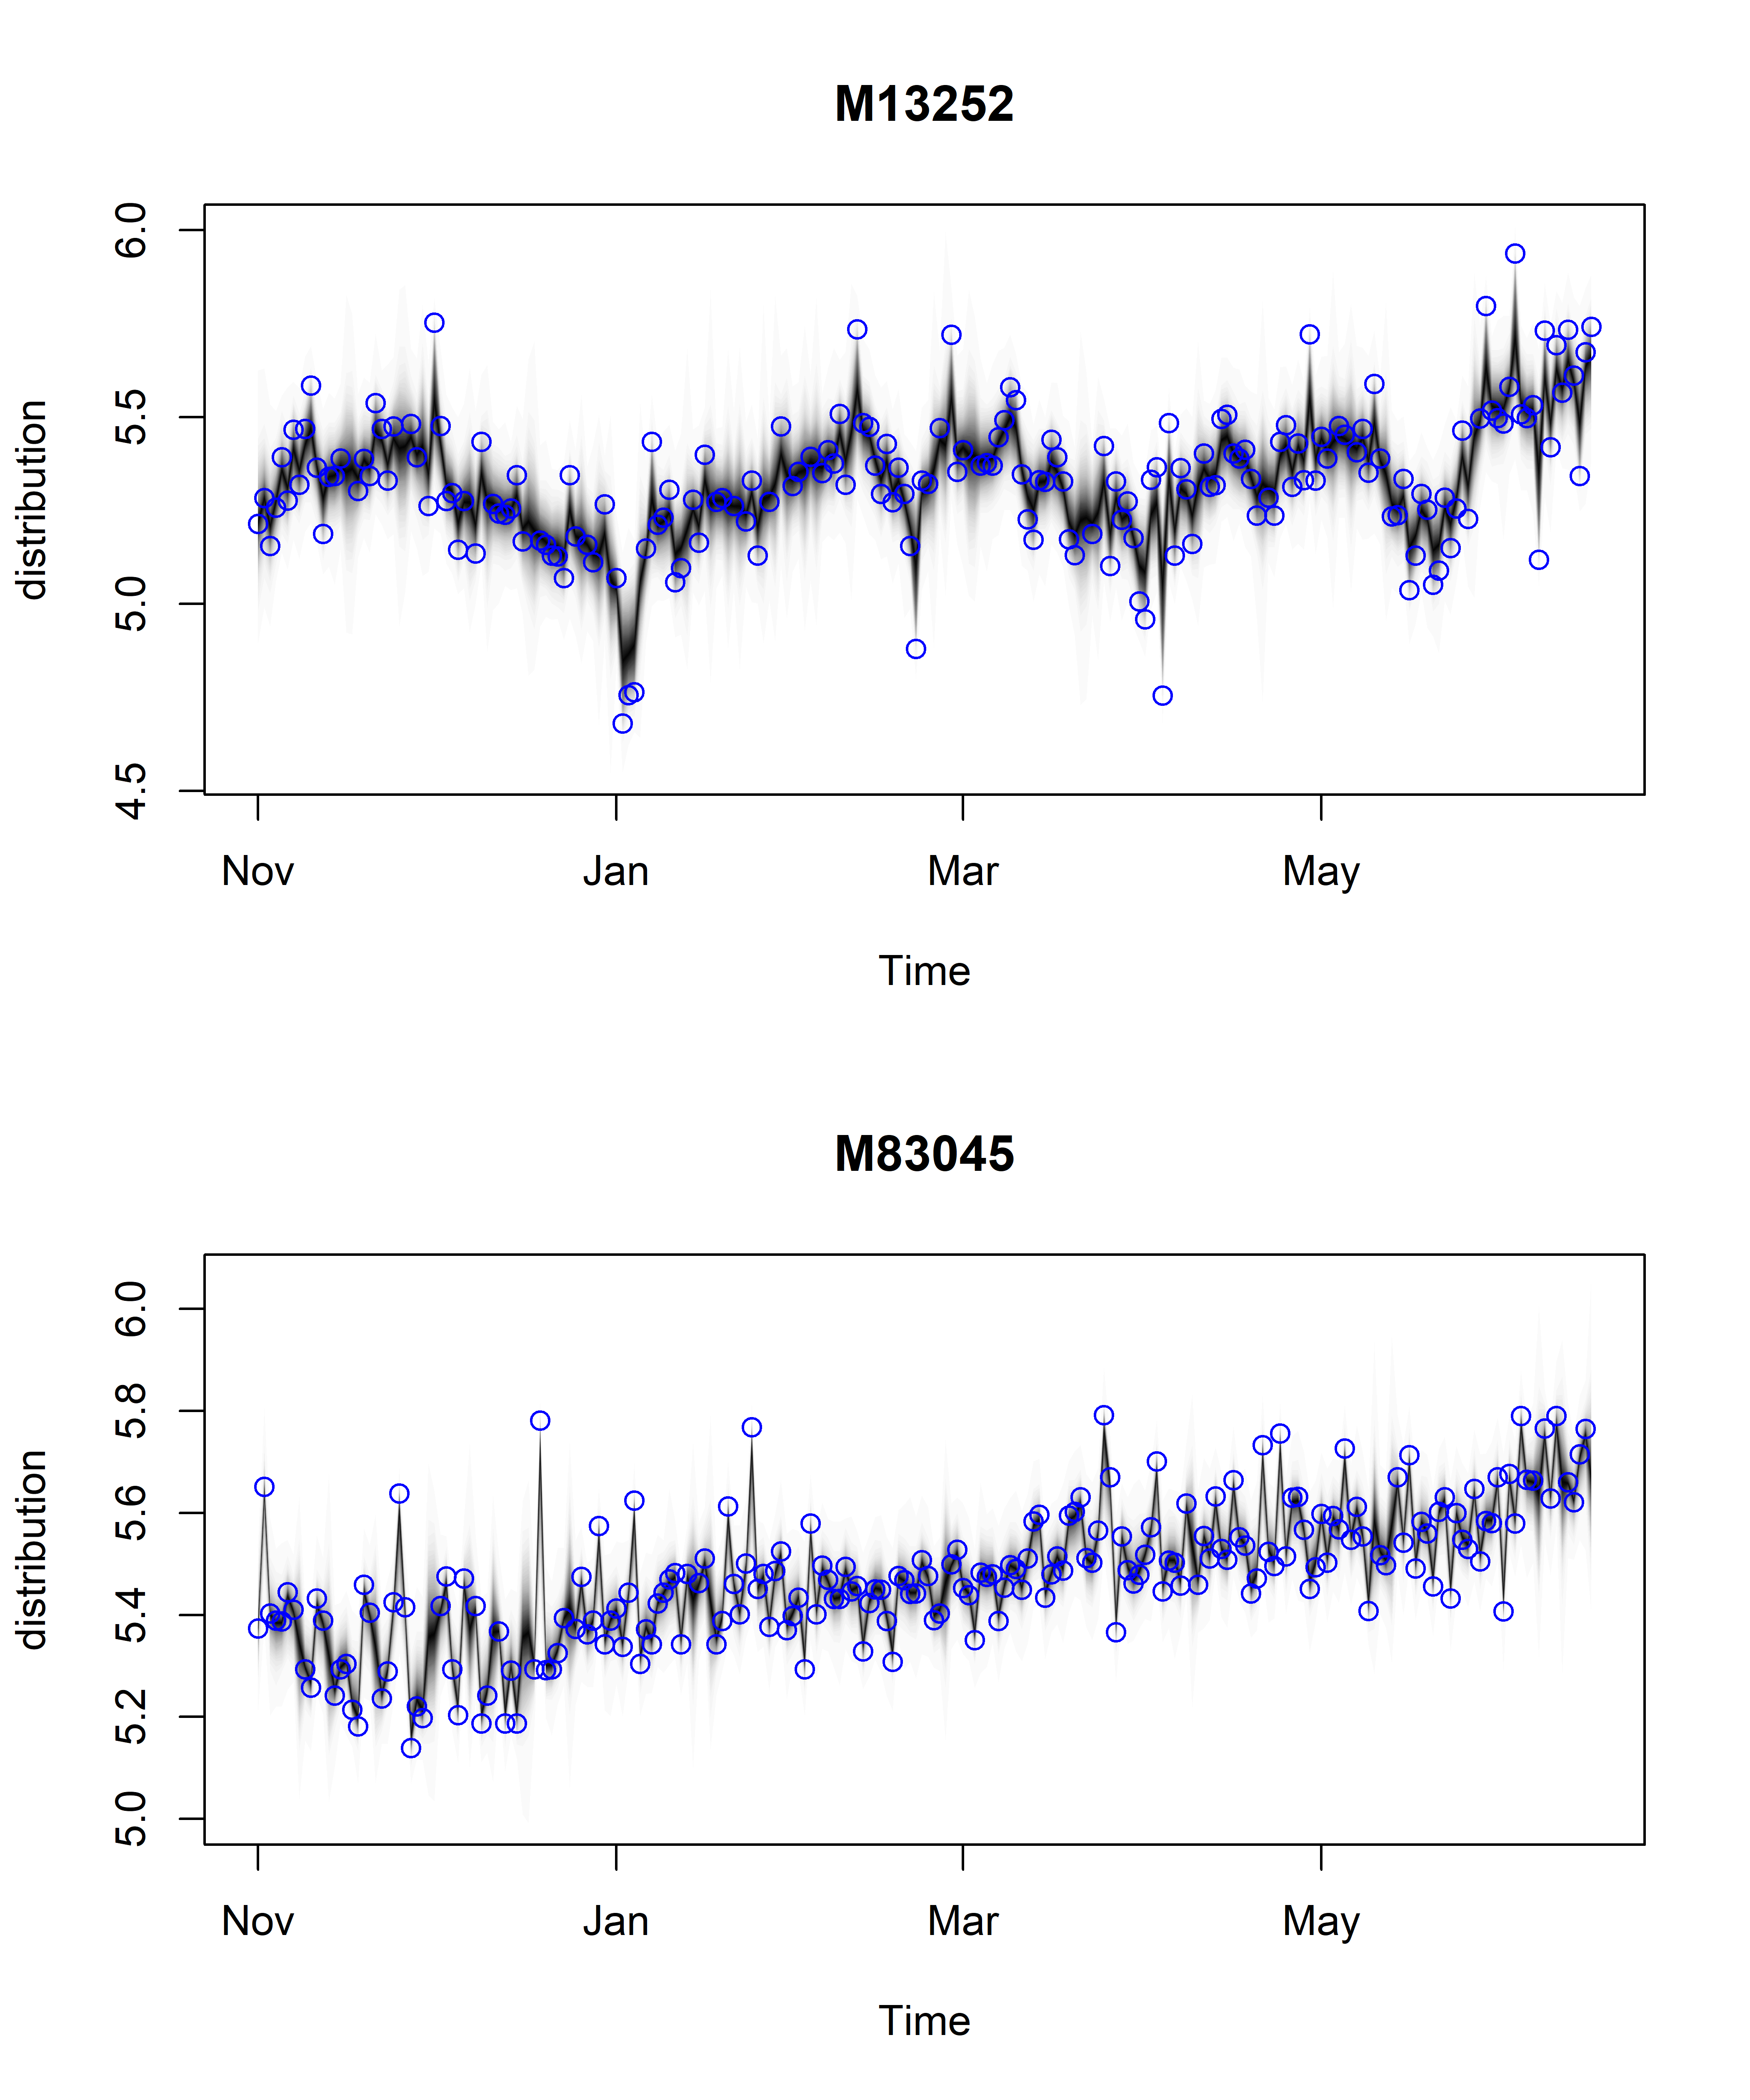 M13252
distribution
6.0
5.5
5.0
4.5
Nov Jan Mar May
Time
M83045
distribution
6.0
5.8
5.6
5.4
5.2
5.0
Nov Jan Mar May
Time